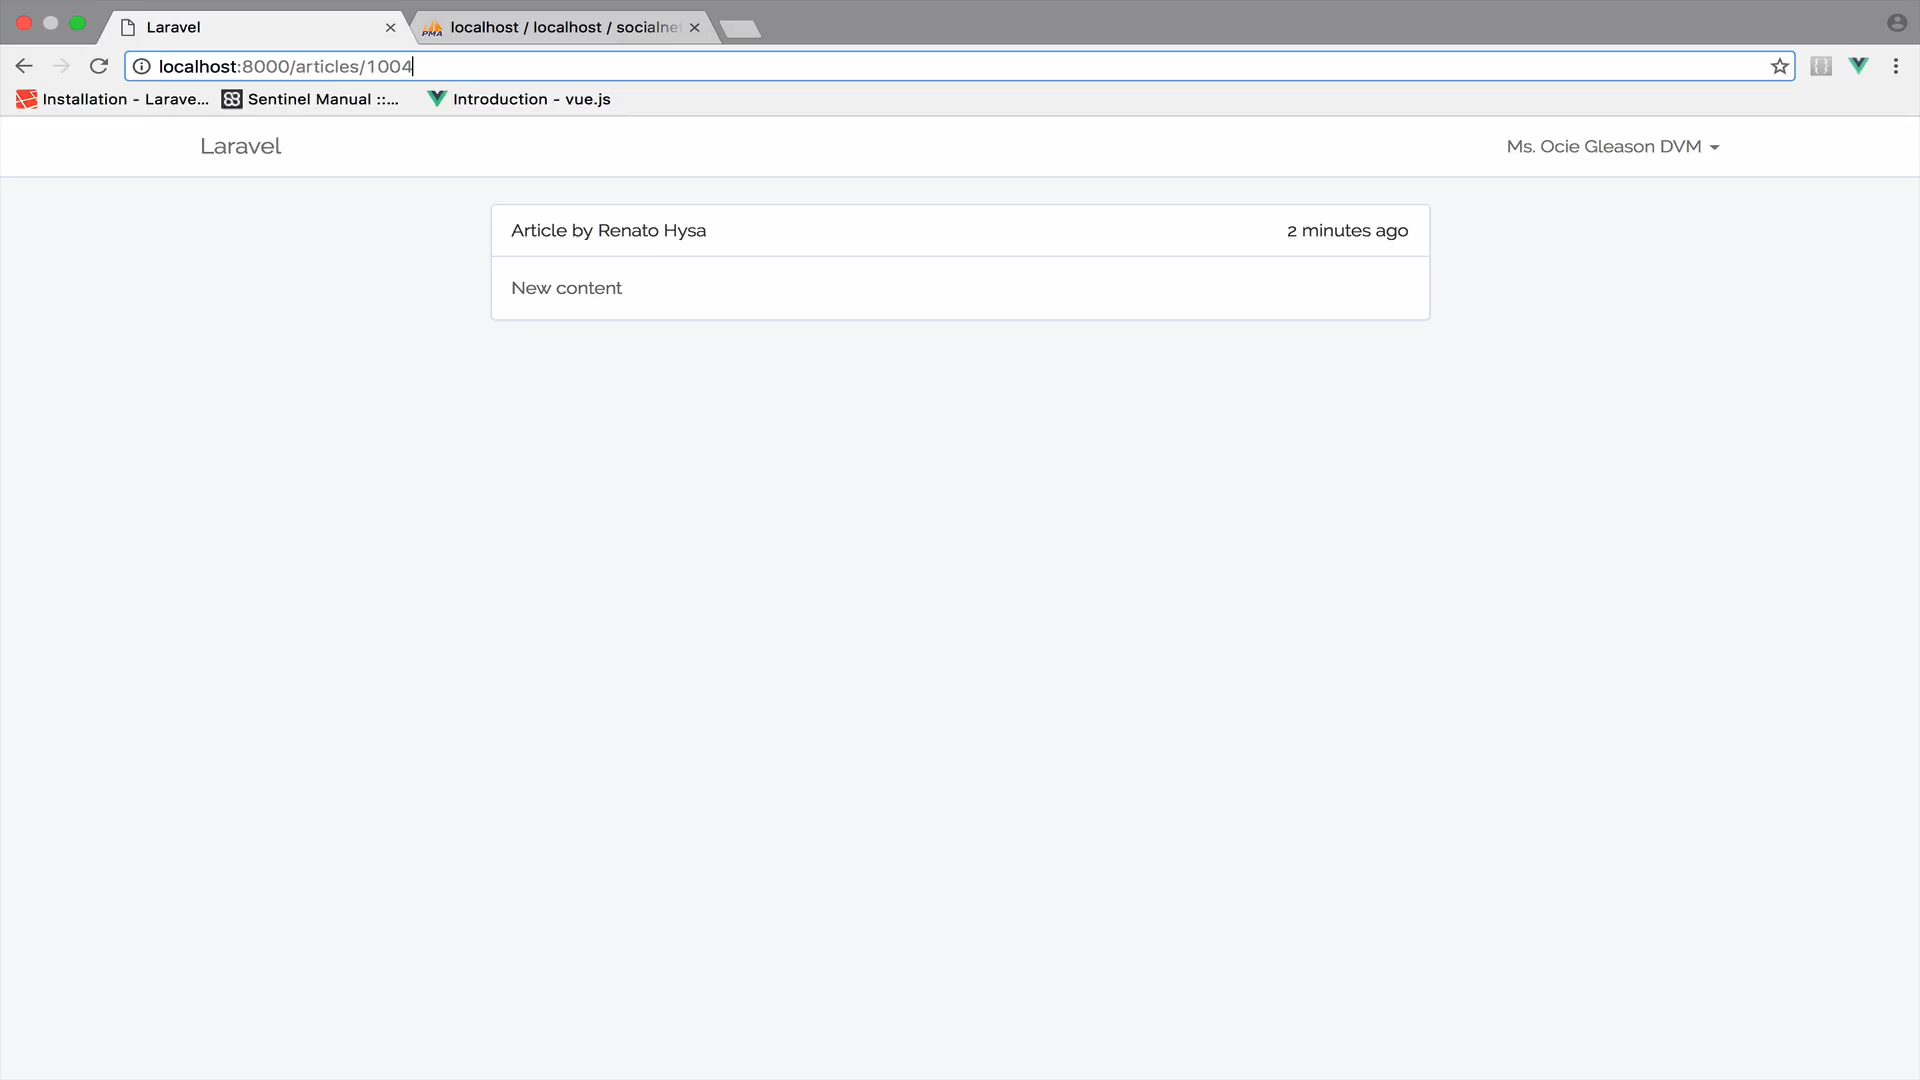 Laravel
localhost / localhost / socialne
localhost:8000/articles/1004
Installation - Larave...
Sentinel Manual ::...
Introduction - vue.js
Laravel
Ms. Ocie Gleason DVM
Article by Renato Hysa
2 minutes ago
New content